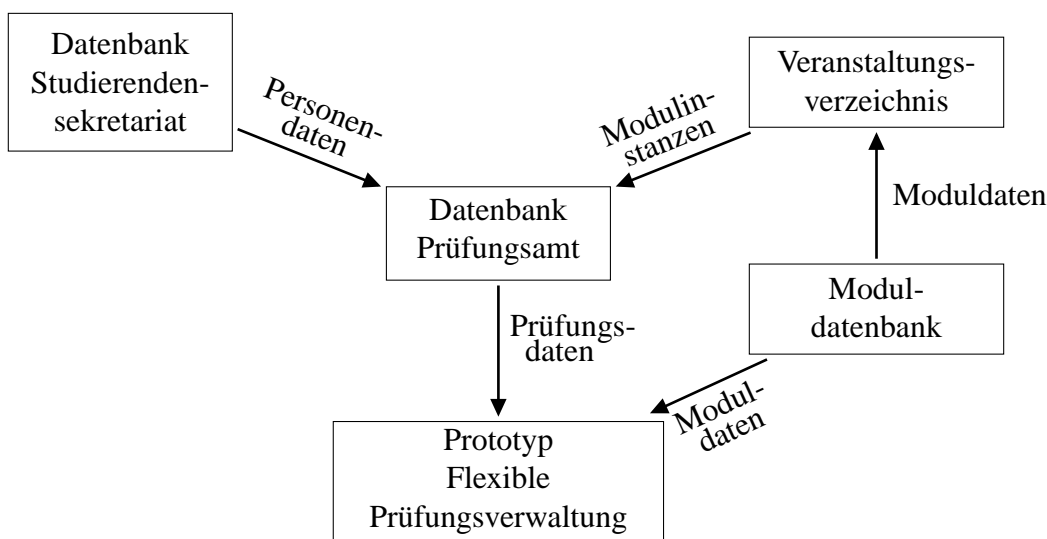 Datenbank
Studierenden-
sekretariat
Veranstaltungs-
verzeichnis
Personen-
daten
Modulin-
stanzen
Datenbank
Prüfungsamt
Moduldaten
Modul-
datenbank
Prüfungs-
daten
Modul-
daten
Prototyp
Flexible
Prüfungsverwaltung